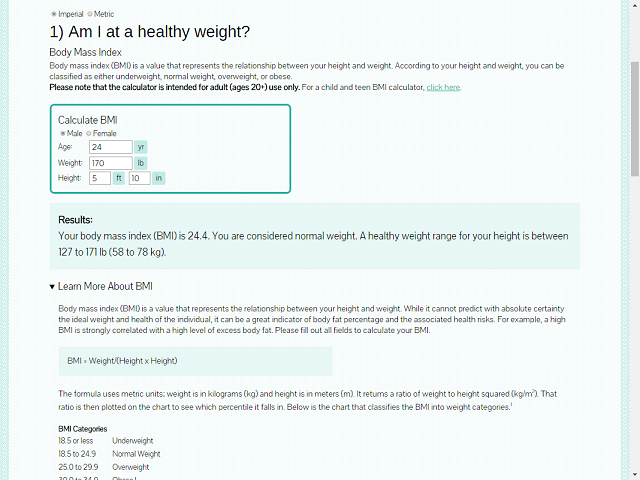 Imperial Metric
1) Am I at a healthy weight?
Body Mass Index
Body mass index (BMI) is a value that represents the relationship between your height and weight. According to your height and weight, you can be
classified as either underweight, normal weight, overweight, or obese.
Please note that the calculator is intended for adult (ages 20+) use only. For a child and teen BMI calculator, click here.
Calculate BMI
Male Female
Age: 24 yr
Weight: 170 lb
Height: 5 ft 10 in
Results:
Your body mass index (BMI) is 24.4. You are considered normal weight. A healthy weight range for your height is between
127 to 171 lb (58 to 78 kg).
Learn More About BMI
Body mass index (BMI) is a value that represents the relationship between your height and weight. While it cannot predict with absolute certainty
the ideal weight and health of the individual, it can be a great indicator of body fat percentage and the associated health risks. For example, a high
BMI is strongly correlated with a high level of excess body fat. Please fill out all fields to calculate your BMI.
BMI = Weight/(Height x Height)
The formula uses metric units; weight is in kilograms (kg) and height is in meters (m). It returns a ratio of weight to height squared (kg/m²). That
ratio is then plotted on the chart to see which percentile it falls in. Below is the chart that classifies the BMI into weight categories.¹
BMI Categories
18.5 or less Underweight
18.5 to 24.9 Normal Weight
25.0 to 29.9 Overweight
30.0 to 34.9 Obese I